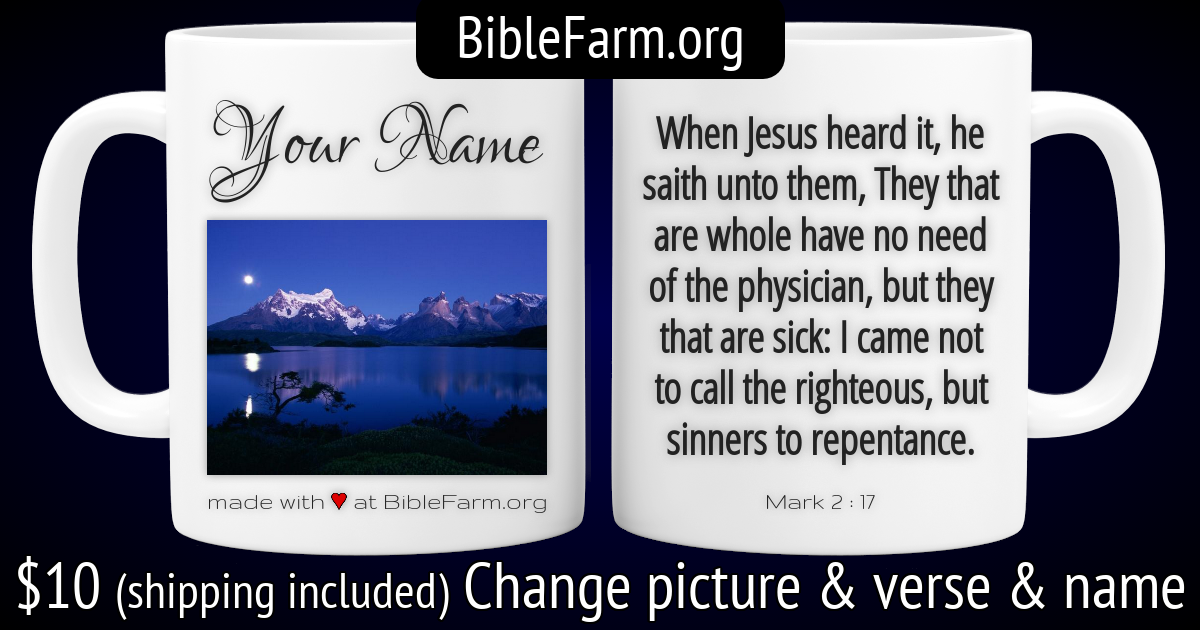 BibleFarm.org
Your Name
made with ♥ at BibleFarm.org
When Jesus heard it, he
saith unto them, They that
are whole have no need
of the physician, but they
that are sick: I came not
to call the righteous, but
sinners to repentance.
Mark 2 : 17
$10 (shipping included) Change picture & verse & name